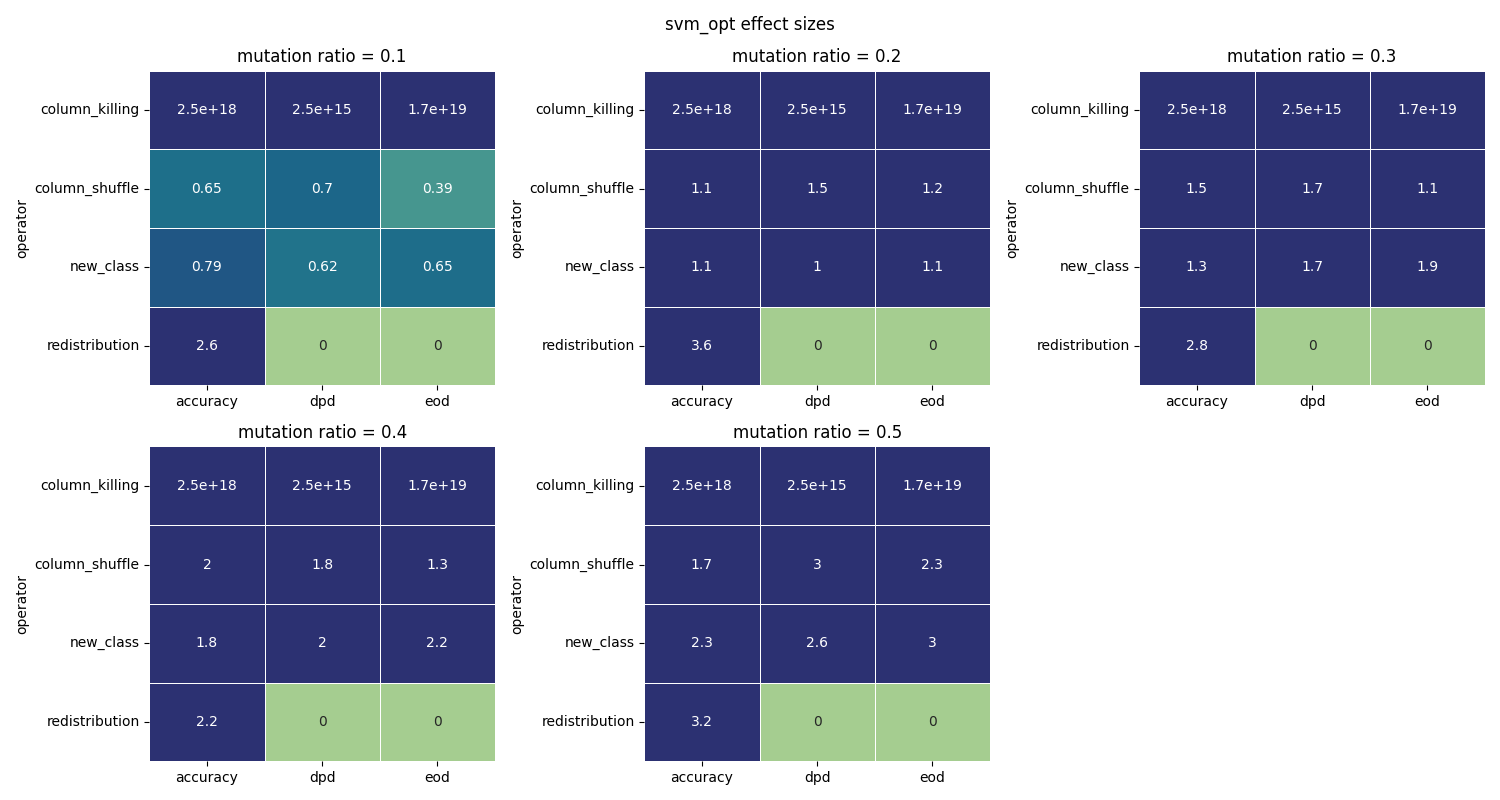 svm_opt effect sizes
mutation ratio = 0.1
operator
column_killing 2.5e+18 2.5e+15 1.7e+19
column_shuffle 0.65 0.7 0.39
new_class 0.79 0.62 0.65
redistribution 2.6 0 0
accuracy dpd eod
mutation ratio = 0.2
operator
column_killing 2.5e+18 2.5e+15 1.7e+19
column_shuffle 1.1 1.5 1.2
new_class 1.1 1 1.1
redistribution 3.6 0 0
accuracy dpd eod
mutation ratio = 0.3
operator
column_killing 2.5e+18 2.5e+15 1.7e+19
column_shuffle 1.5 1.7 1.1
new_class 1.3 1.7 1.9
redistribution 2.8 0 0
accuracy dpd eod
mutation ratio = 0.4
operator
column_killing 2.5e+18 2.5e+15 1.7e+19
column_shuffle 2 1.8 1.3
new_class 1.8 2 2.2
redistribution 2.2 0 0
accuracy dpd eod
mutation ratio = 0.5
operator
column_killing 2.5e+18 2.5e+15 1.7e+19
column_shuffle 1.7 3 2.3
new_class 2.3 2.6 3
redistribution 3.2 0 0
accuracy dpd eod